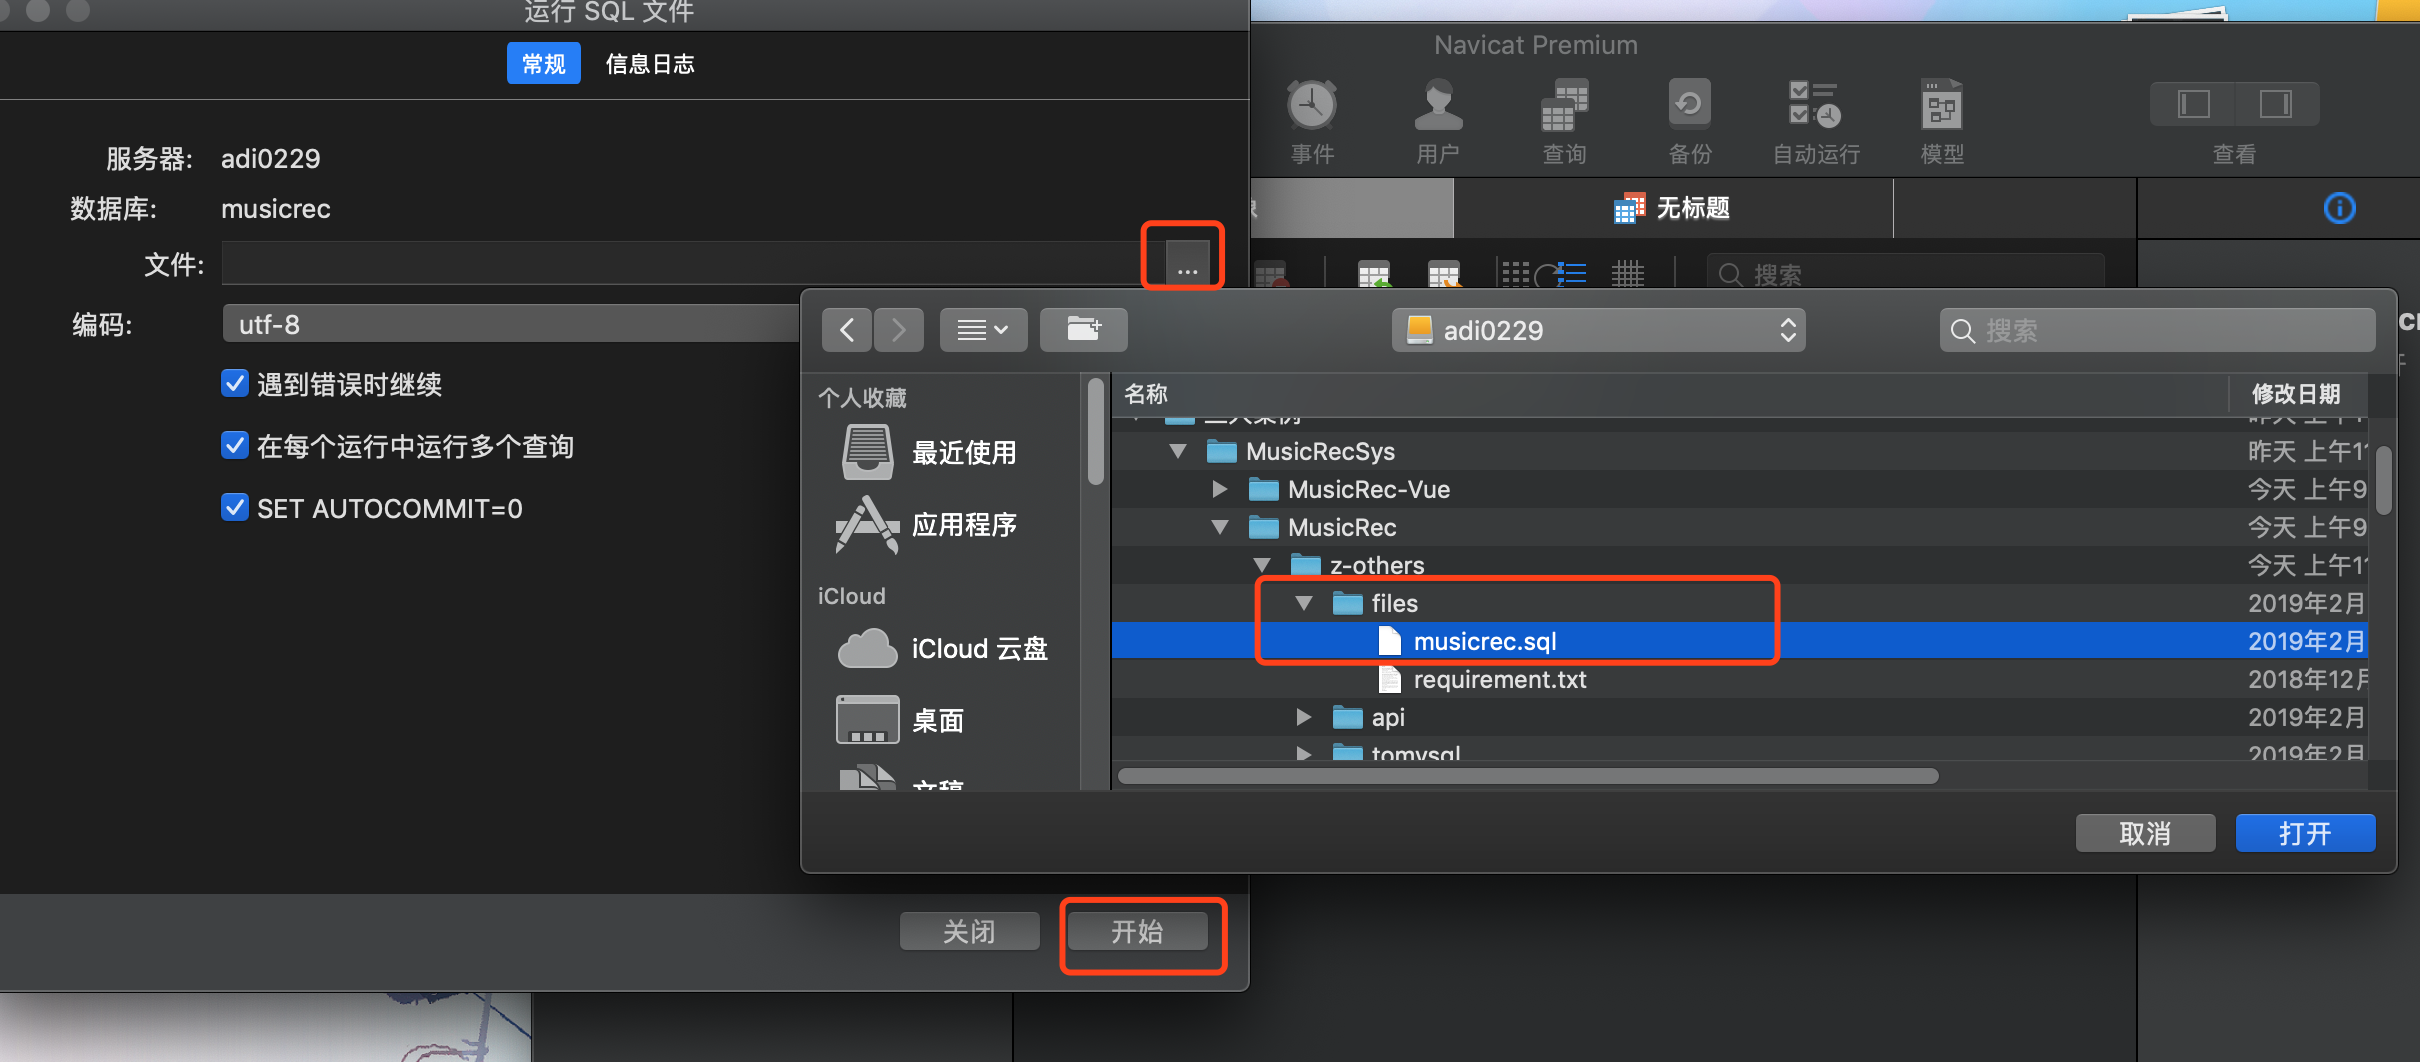 运行 SQL 文件
常规 信息日志
服务器: adi0229
数据库: musicrec
文件: ...
编码: utf-8
遇到错误时继续
在每个运行中运行多个查询
SET AUTOCOMMIT=0
关闭 开始
Navicat Premium
事件 用户 查询 备份 自动运行 模型 查看
无标题
搜索
adi0229 搜索
个人收藏
最近使用
应用程序
iCloud
iCloud 云盘
桌面
文稿
名称 修改日期
MusicRecSys 昨天 上午11
MusicRec-Vue 今天 上午9
MusicRec 今天 上午9
z-others 今天 上午11
files 2019年2月
musicrec.sql 2019年2月
requirement.txt 2018年12月
api 2019年2月
tomysql 2019年2月
取消 打开